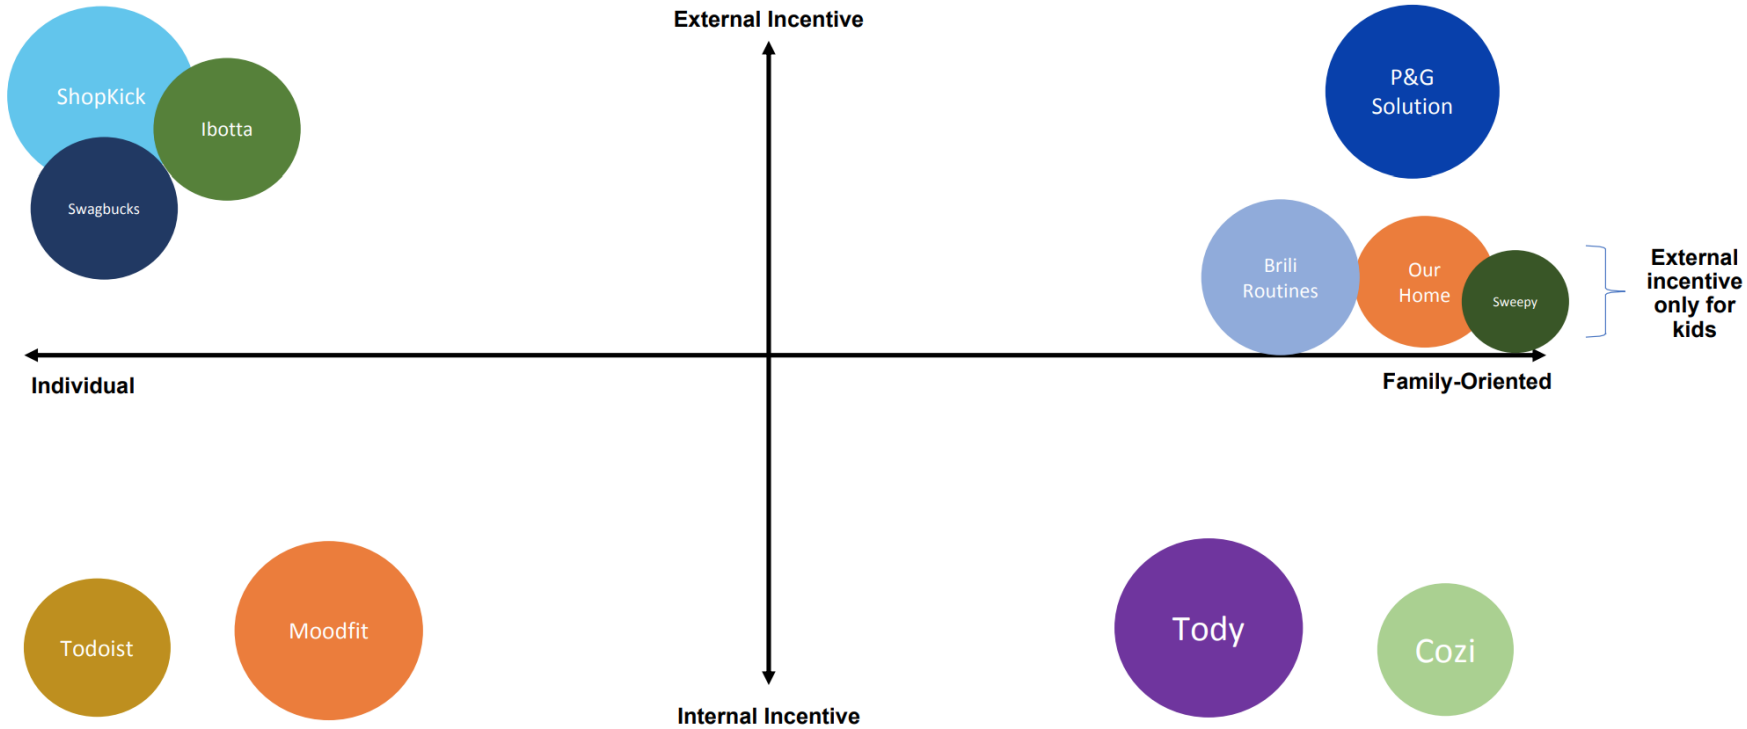 External Incentive
ShopKick
Ibotta
Swagbucks
P&G
Solution
Brili
Routines
Our
Home
Sweepy
External
incentive
only for
kids
Individual
Family-Oriented
Todoist
Moodfit
Tody
Cozi
Internal Incentive